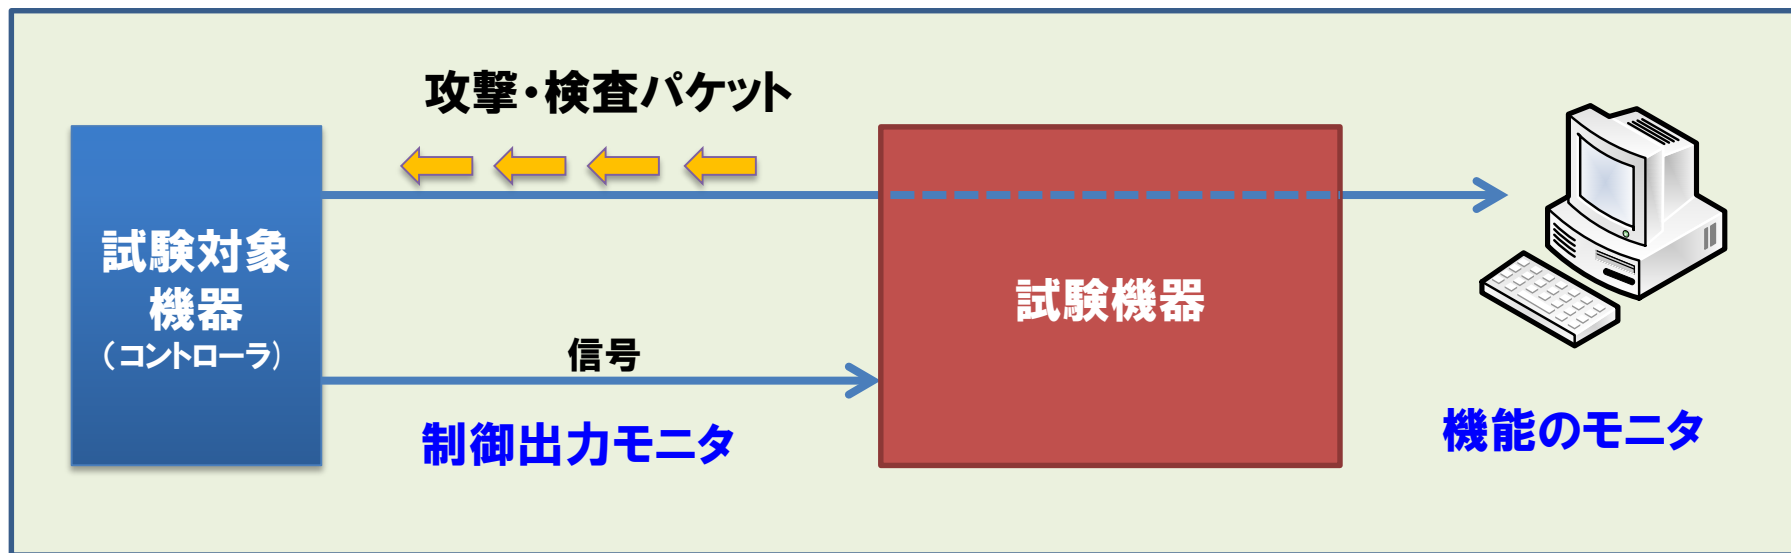 攻撃・検査パケット
試験対象
機器
（コントローラ）
試験機器
信号
制御出力モニタ
機能のモニタ